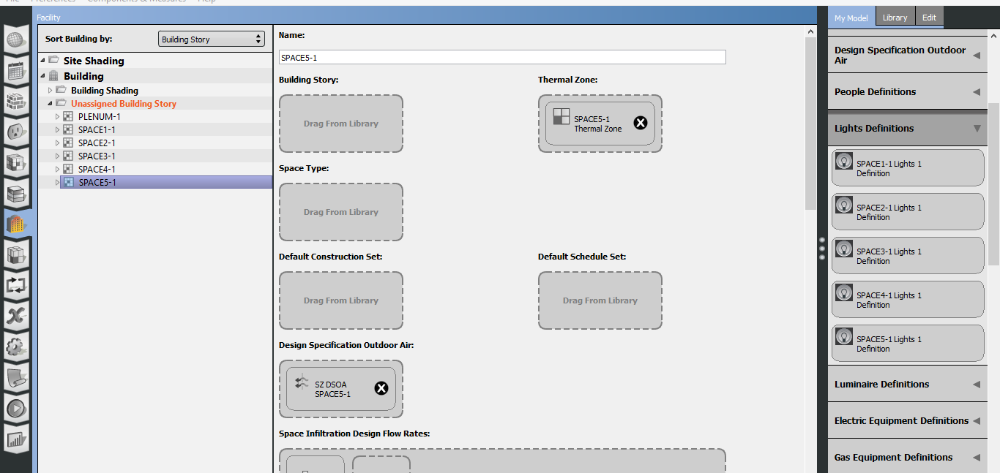 File Preferences Components & Measures Help
Facility
My Model Library Edit
Sort Building by:
Building Story
Site Shading
Building
Building Shading
Unassigned Building Story
PLENUM-1
SPACE1-1
SPACE2-1
SPACE3-1
SPACE4-1
SPACE5-1
Name:
SPACE5-1
Building Story:
Drag From Library
Thermal Zone:
SPACE5-1
Thermal Zone
Space Type:
Drag From Library
Default Construction Set:
Drag From Library
Default Schedule Set:
Drag From Library
Design Specification Outdoor Air:
SZ DSOA
SPACE5-1
Space Infiltration Design Flow Rates:
Design Specification Outdoor
Air
People Definitions
Lights Definitions
SPACE1-1 Lights 1
Definition
SPACE2-1 Lights 1
Definition
SPACE3-1 Lights 1
Definition
SPACE4-1 Lights 1
Definition
SPACE5-1 Lights 1
Definition
Luminaire Definitions
Electric Equipment Definitions
Gas Equipment Definitions